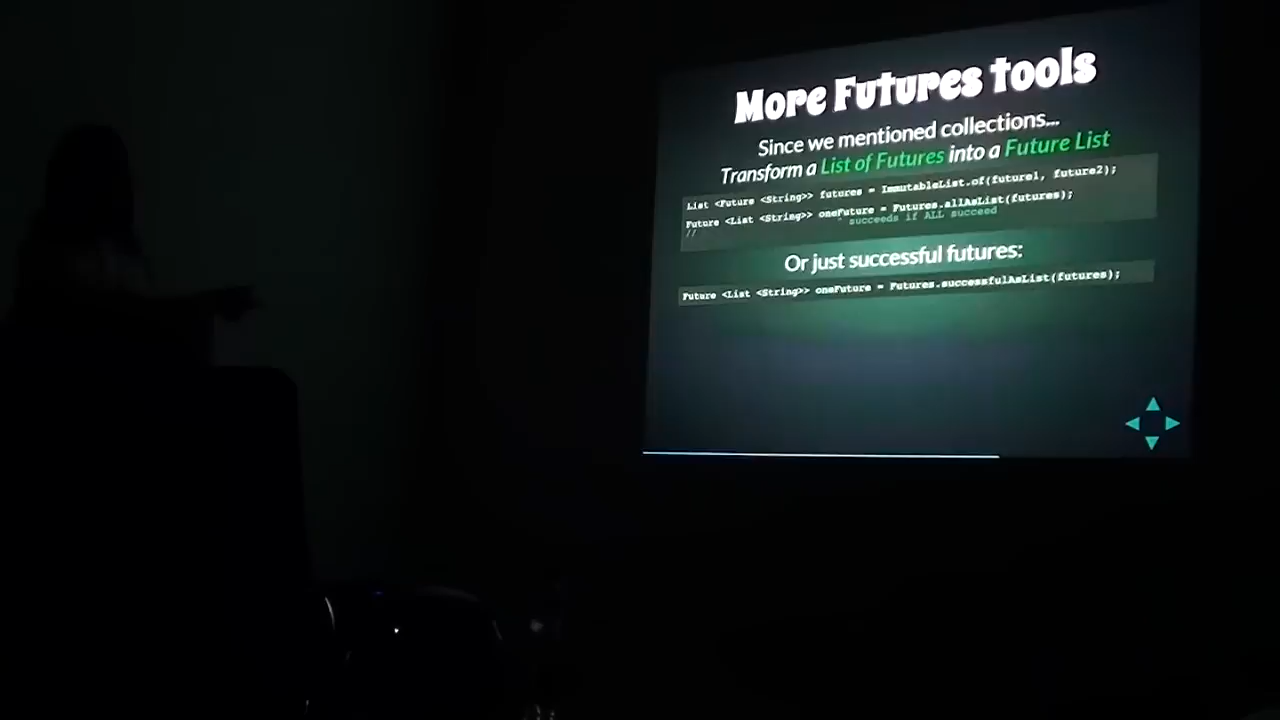 More Futures tools
Since we mentioned collections...
Transform a List of Futures into a Future List
List <Future <String>> futures = ImmutableList.of(future1, future2);
Future <List <String>> oneFuture = Futures.allAsList(futures);
// ^ succeeds if ALL succeed
Or just successful futures:
Future <List <String>> oneFuture = Futures.successfulAsList(futures);